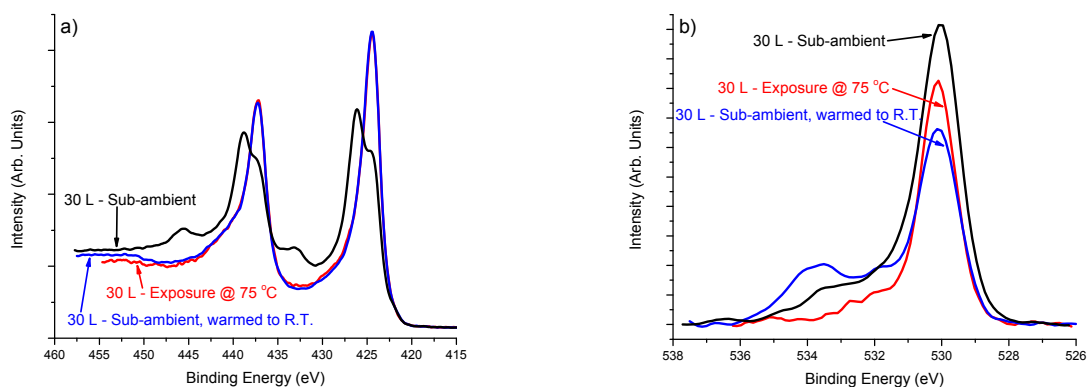 a)
Intensity (Arb. Units)
30 L - Sub-ambient
30 L - Exposure @ 75 °C
30 L - Sub-ambient, warmed to R.T.
460 455 450 445 440 435 430 425 420 415
Binding Energy (eV)
b)
Intensity (Arb. Units)
30 L - Sub-ambient
30 L - Exposure @ 75 °C
30 L - Sub-ambient, warmed to R.T.
538 536 534 532 530 528 526
Binding Energy (eV)